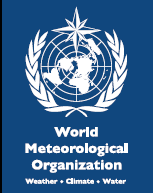 World
Meteorological
Organization
Weather • Climate • Water